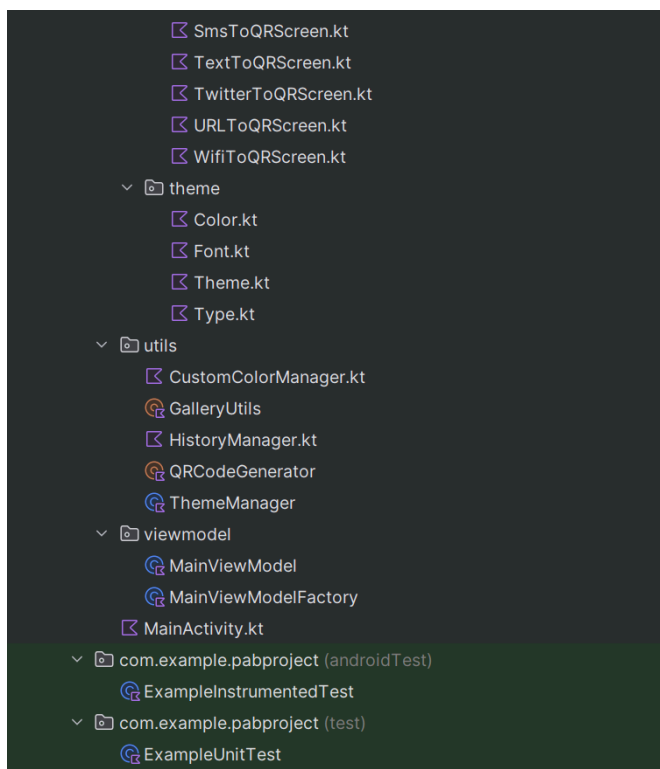 SmsToQRScreen.kt
TextToQRScreen.kt
TwitterToQRScreen.kt
URLToQRScreen.kt
WifiToQRScreen.kt
theme
Color.kt
Font.kt
Theme.kt
Type.kt
utils
CustomColorManager.kt
GalleryUtils
HistoryManager.kt
QRCodeGenerator
ThemeManager
viewmodel
MainViewModel
MainViewModelFactory
MainActivity.kt
com.example.pabproject (androidTest)
ExampleInstrumentedTest
com.example.pabproject (test)
ExampleUnitTest